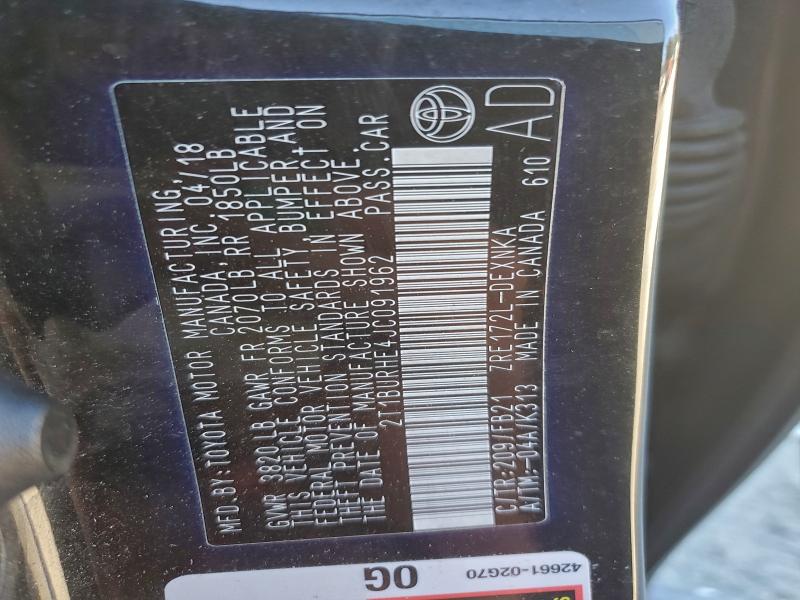 MFD.BY:TOYOTA MOTOR MANUFACTURING,
CANADA, INC 04/18
GVWR 3820LB GAWR FR 2070LB RR 1850LB
THIS VEHICLE CONFORMS TO ALL APPLICABLE
FEDERAL MOTOR VEHICLE SAFETY, BUMPER, AND
THEFT PREVENTION STANDARDS IN EFFECT ON
THE DATE OF MANUFACTURE SHOWN ABOVE.
2T1BURHE4JC091962 PASS.CAR
C/TR:209/FB21 ZRE172L-DEXNKA
A/TM:-04A/K313 MADE IN CANADA 610
AD
0G
42661-02G70